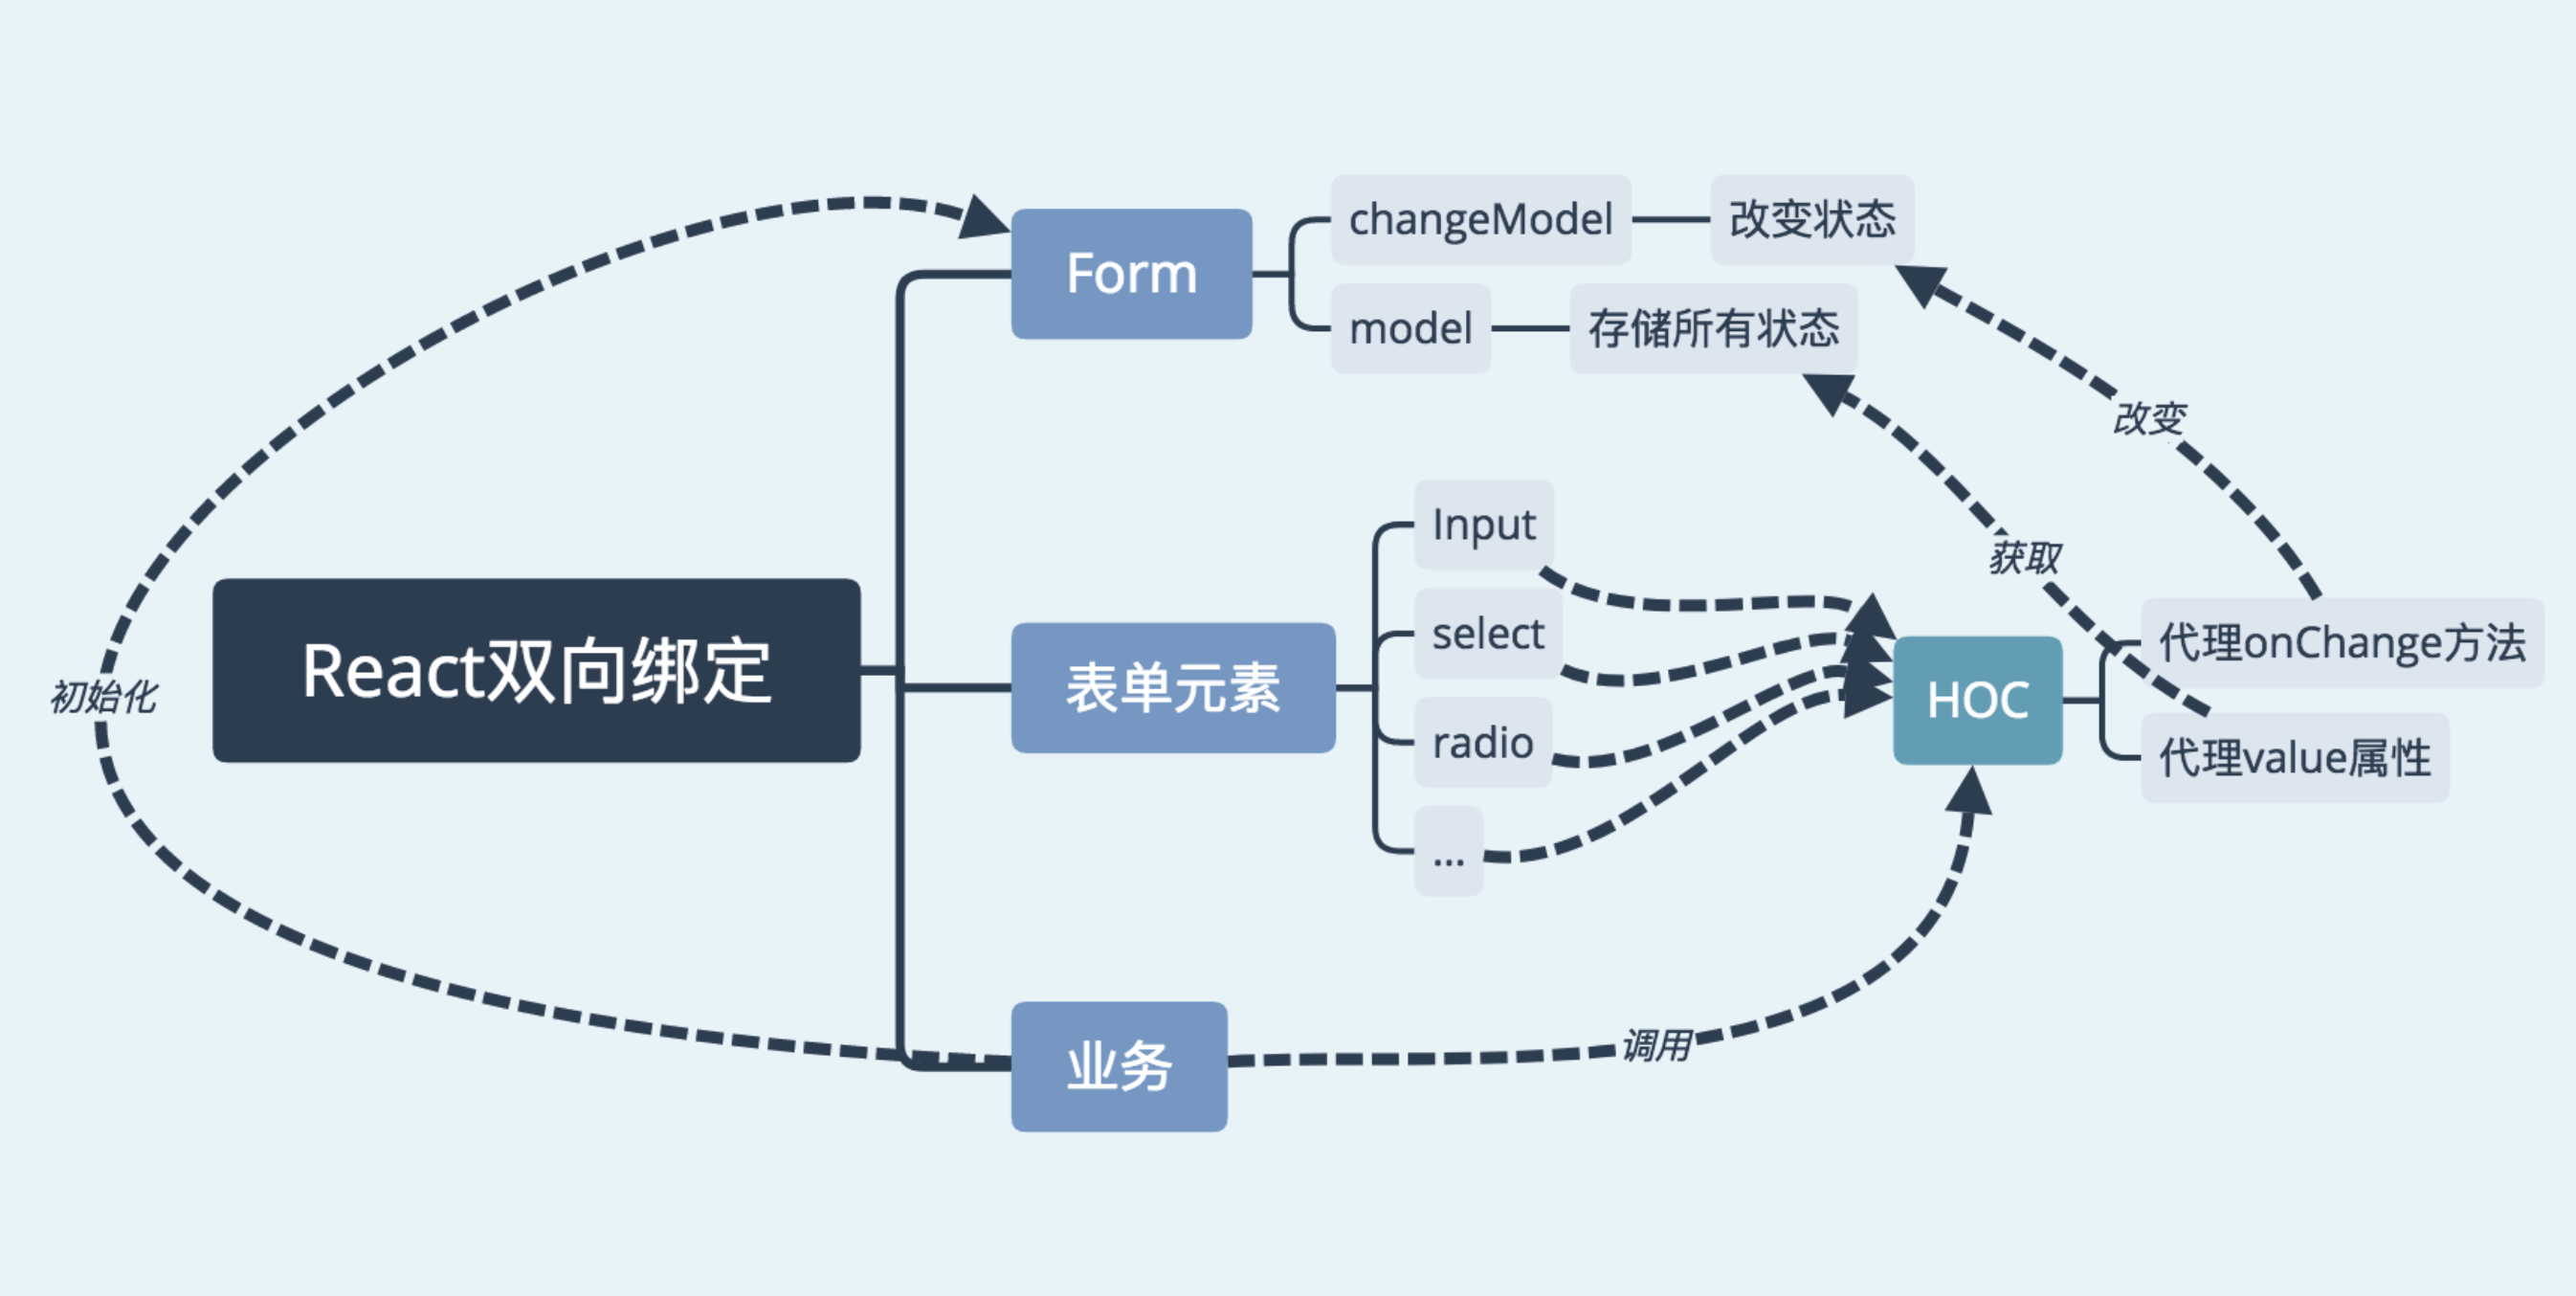 React双向绑定
Form
changeModel
改变状态
model
存储所有状态
表单元素
Input
select
radio
...
HOC
代理onChange方法
代理value属性
业务
初始化
改变
获取
调用